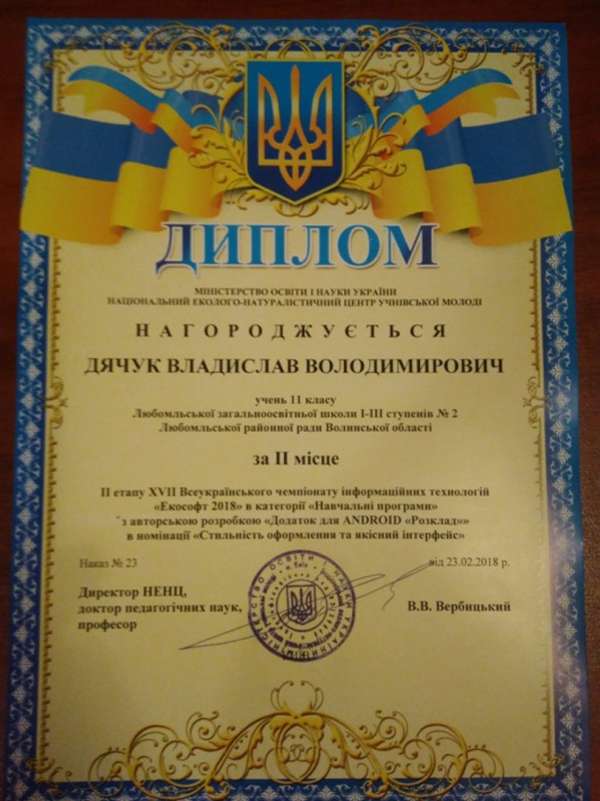 ДИПЛОМ
МІНІСТЕРСТВО ОСВІТИ І НАУКИ УКРАЇНИ
НАЦІОНАЛЬНИЙ ЕКОЛОГО-НАТУРАЛІСТИЧНИЙ ЦЕНТР УЧНІВСЬКОЇ МОЛОДІ
НАГОРОДЖУЄТЬСЯ
ДЯЧУК ВЛАДИСЛАВ ВОЛОДИМИРОВИЧ
учень 11 класу
Любомльської загальноосвітньої школи І-ІІІ ступенів № 2
Любомльської районної ради Волинської області
за ІІ місце
ІІ етапу XVII Всеукраїнського чемпіонату інформаційних технологій
«Екософт 2018» в категорії «Навчальні програми»
з авторською розробкою «Додаток для ANDROID «Розклад»»
в номінації «Стильність оформлення та якісний інтерфейс»
Наказ № 23
від 23.02.2018 р.
Директор НЕНЦ,
доктор педагогічних наук,
професор
В.В. Вербицький